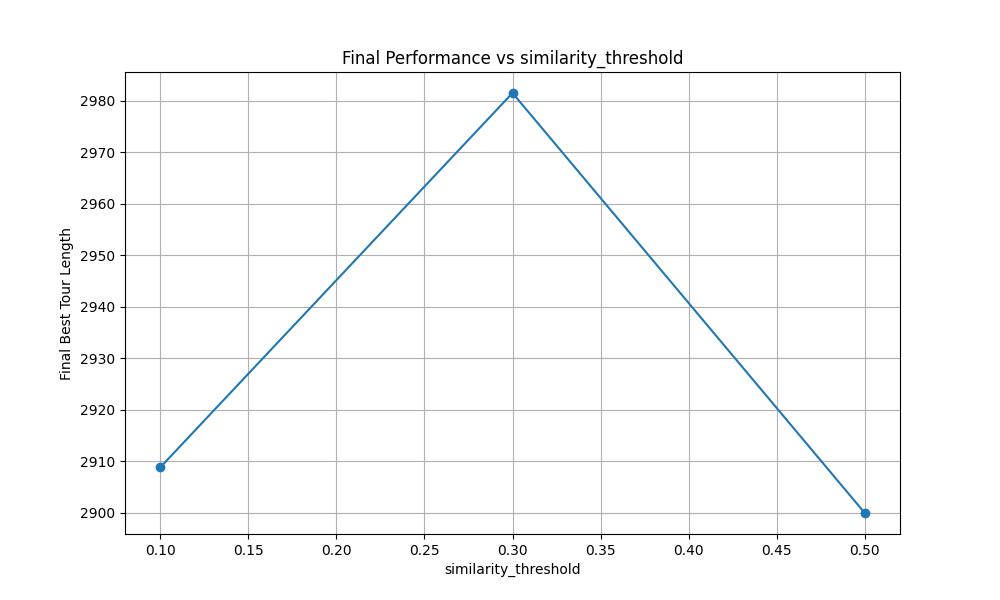 Final Performance vs similarity_threshold
Final Best Tour Length
2980
2970
2960
2950
2940
2930
2920
2910
2900
0.10 0.15 0.20 0.25 0.30 0.35 0.40 0.45 0.50
similarity_threshold